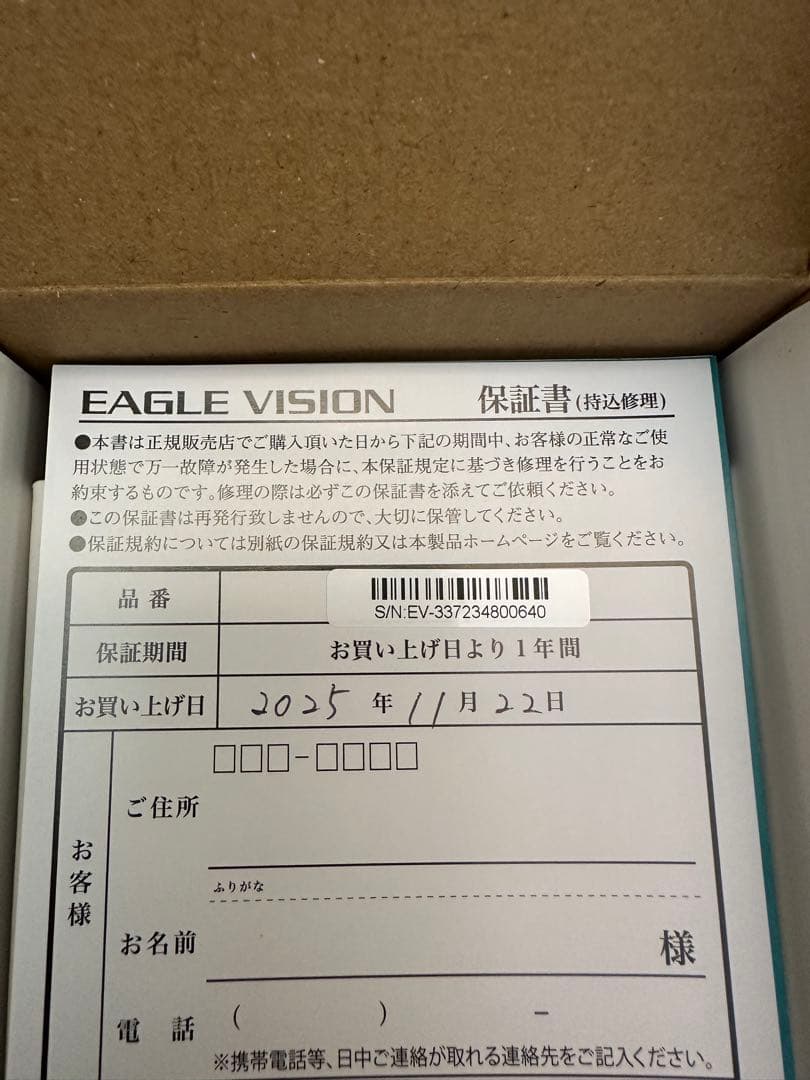 EAGLE VISION 保証書(持込修理)
●本書は正規販売店でご購入頂いた日から下記の期間中、お客様の正常なご使
用状態で万一故障が発生した場合に、本保証規定に基づき修理を行うことをお
約束するものです。修理の際は必ずこの保証書を添えてご依頼ください。
●この保証書は再発行致しませんので、大切に保管してください。
●保証規約については別紙の保証規約又は本製品ホームページをご覧ください。
品番
S/N:EV-337234800640
保証期間 お買い上げ日より1年間
お買い上げ日 2025年11月22日
お客様
ご住所 □□□-□□□□
ふりがな
お名前 様
電話 ( ) -
※携帯電話等、日中ご連絡が取れる連絡先をご記入ください。